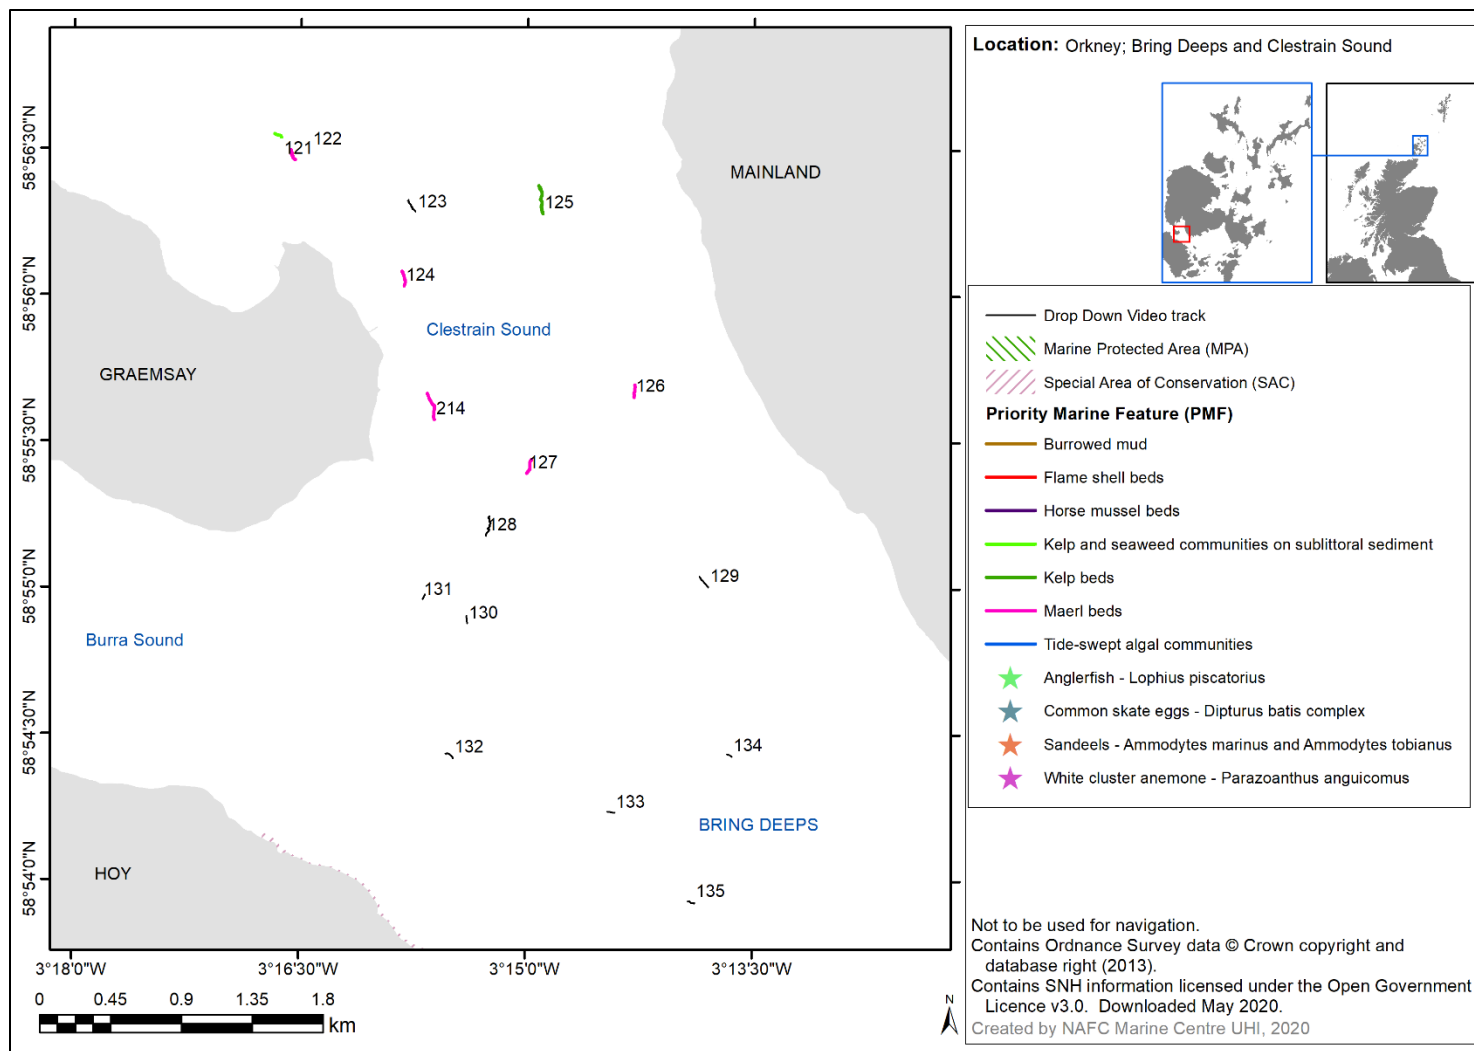 Location: Orkney; Bring Deeps and Clestrain Sound
58°56'30"N
58°56'0"N
58°55'30"N
58°55'0"N
58°54'30"N
58°54'0"N
122
121
MAINLAND
123
125
124
Clestrain Sound
GRAEMSAY
126
214
127
128
129
131
130
Burra Sound
132
134
133
BRING DEEPS
HOY
135
3°18'0"W
3°16'30"W
3°15'0"W
3°13'30"W
0 0.45 0.9 1.35 1.8
km
N
Drop Down Video track
Marine Protected Area (MPA)
Special Area of Conservation (SAC)
Priority Marine Feature (PMF)
Burrowed mud
Flame shell beds
Horse mussel beds
Kelp and seaweed communities on sublittoral sediment
Kelp beds
Maerl beds
Tide-swept algal communities
Anglerfish - Lophius piscatorius
Common skate eggs - Dipturus batis complex
Sandeels - Ammodytes marinus and Ammodytes tobianus
White cluster anemone - Parazoanthus anguicomus
Not to be used for navigation.
Contains Ordnance Survey data © Crown copyright and
database right (2013).
Contains SNH information licensed under the Open Government
Licence v3.0. Downloaded May 2020.
Created by NAFC Marine Centre UHI, 2020